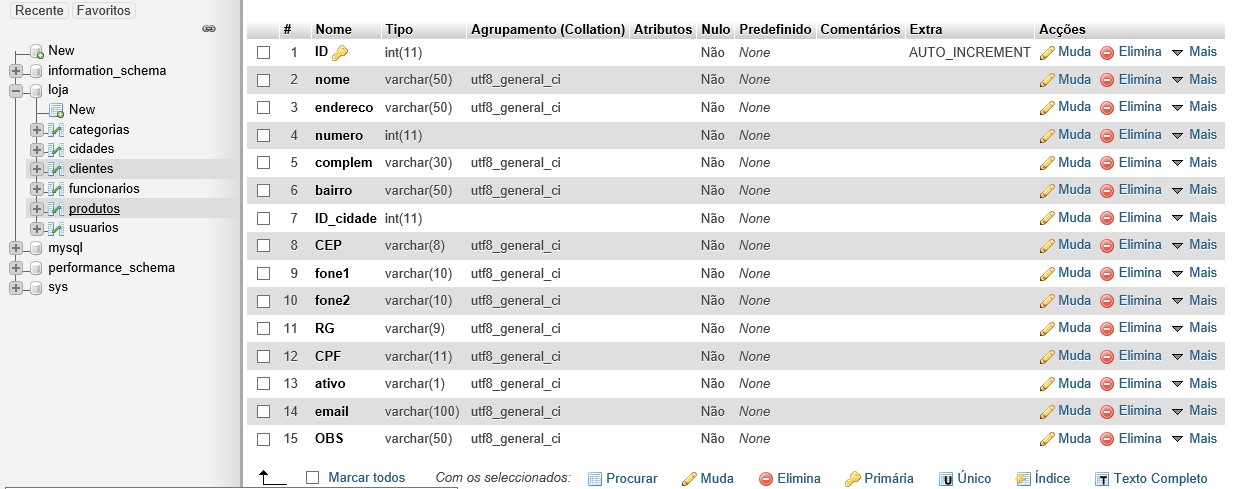 Recente Favoritos
New
information_schema
loja
New
categorias
cidades
clientes
funcionarios
produtos
usuarios
mysql
performance_schema
sys
# Nome Tipo Agrupamento (Collation) Atributos Nulo Predefinido Comentários Extra Acções
1 ID int(11) Não None AUTO_INCREMENT Muda Elimina Mais
2 nome varchar(50) utf8_general_ci Não None Muda Elimina Mais
3 endereco varchar(50) utf8_general_ci Não None Muda Elimina Mais
4 numero int(11) Não None Muda Elimina Mais
5 complem varchar(30) utf8_general_ci Não None Muda Elimina Mais
6 bairro varchar(50) utf8_general_ci Não None Muda Elimina Mais
7 ID_cidade int(11) Não None Muda Elimina Mais
8 CEP varchar(8) utf8_general_ci Não None Muda Elimina Mais
9 fone1 varchar(10) utf8_general_ci Não None Muda Elimina Mais
10 fone2 varchar(10) utf8_general_ci Não None Muda Elimina Mais
11 RG varchar(9) utf8_general_ci Não None Muda Elimina Mais
12 CPF varchar(11) utf8_general_ci Não None Muda Elimina Mais
13 ativo varchar(1) utf8_general_ci Não None Muda Elimina Mais
14 email varchar(100) utf8_general_ci Não None Muda Elimina Mais
15 OBS varchar(50) utf8_general_ci Não None Muda Elimina Mais
Marcar todos Com os seleccionados: Procurar Muda Elimina Primária Único Índice Texto Completo